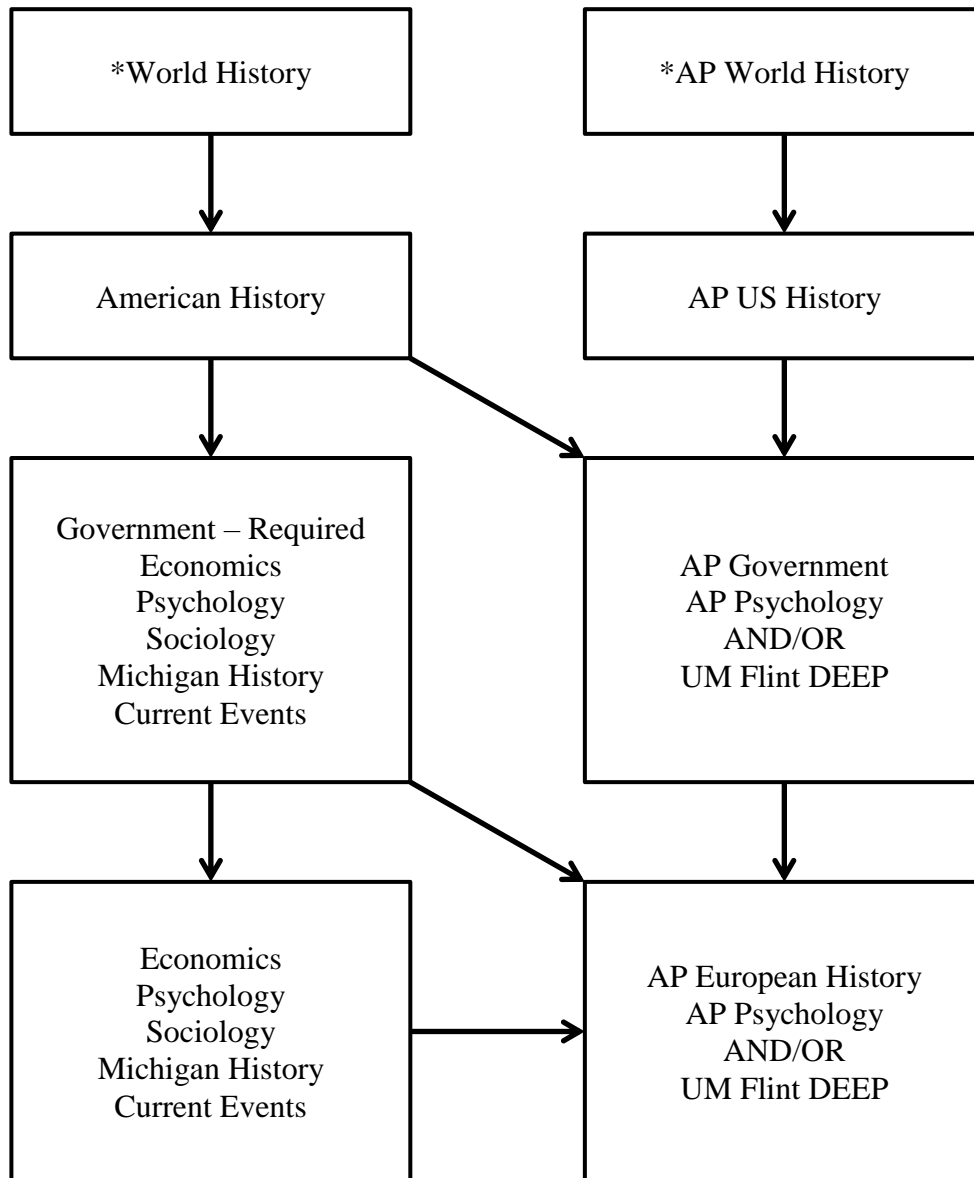 *World History
*AP World History
American History
AP US History
Government – Required
Economics
Psychology
Sociology
Michigan History
Current Events
AP Government
AP Psychology
AND/OR
UM Flint DEEP
Economics
Psychology
Sociology
Michigan History
Current Events
AP European History
AP Psychology
AND/OR
UM Flint DEEP